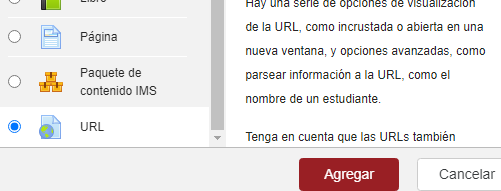 Libro
Página
Paquete de
contenido IMS
URL
Hay una serie de opciones de visualización
de la URL, como incrustada o abierta en una
nueva ventana, y opciones avanzadas, como
parsear información a la URL, como el
nombre de un estudiante.
Tenga en cuenta que las URLs también
Agregar
Cancelar